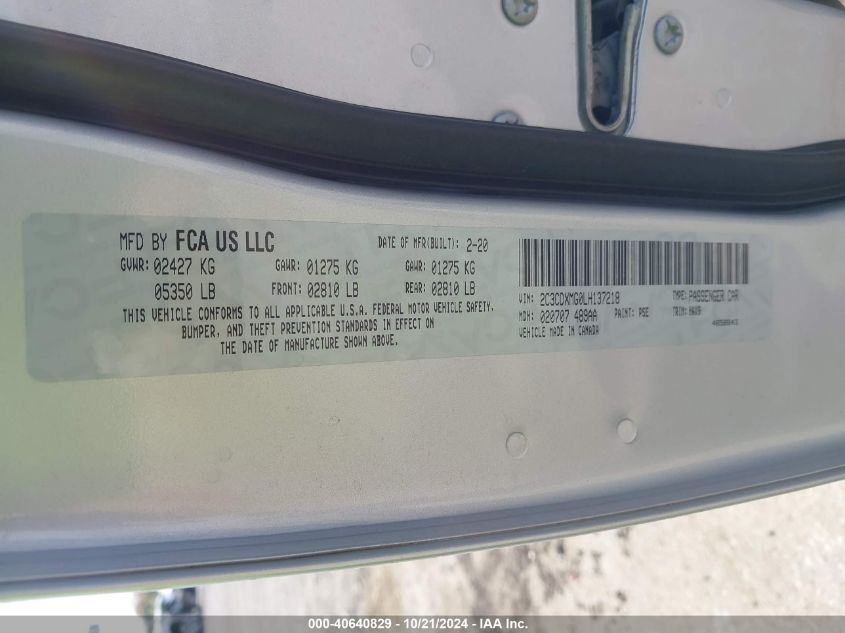 MFD BY FCA US LLC DATE OF MFR(BUILT): 2-20
GVWR: 02427 KG GAWR: 01275 KG GAWR: 01275 KG
05350 LB FRONT: 02810 LB REAR: 02810 LB
THIS VEHICLE CONFORMS TO ALL APPLICABLE U.S.A. FEDERAL MOTOR VEHICLE SAFETY,
BUMPER, AND THEFT PREVENTION STANDARDS IN EFFECT ON
THE DATE OF MANUFACTURE SHOWN ABOVE.
VIN: 2C3CDXMG0LH137218 TYPE: PASSENGER CAR
MDH: 020707 489AA PAINT: PSE TRIM:
VEHICLE MADE IN CANADA
000-40640829 - 10/21/2024 - IAA Inc.